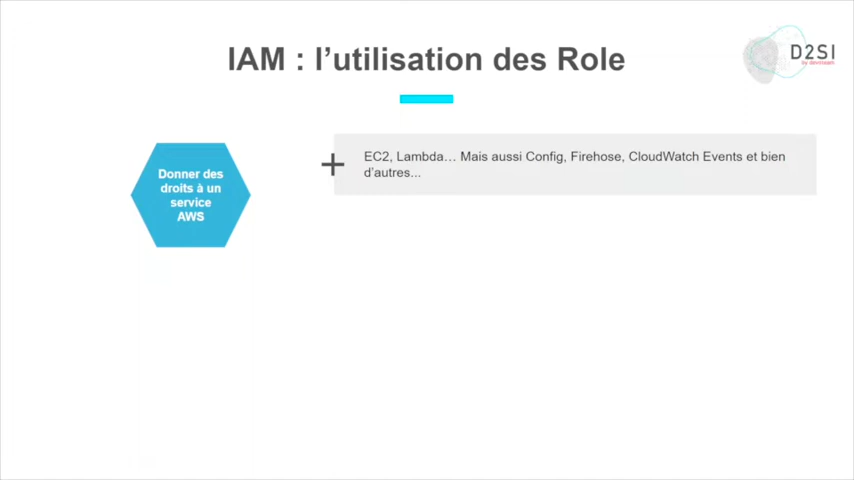 IAM : l’utilisation des Role
D2SI
Donner des
droits à un
service
AWS
EC2, Lambda… Mais aussi Config, Firehose, CloudWatch Events et bien
d’autres...